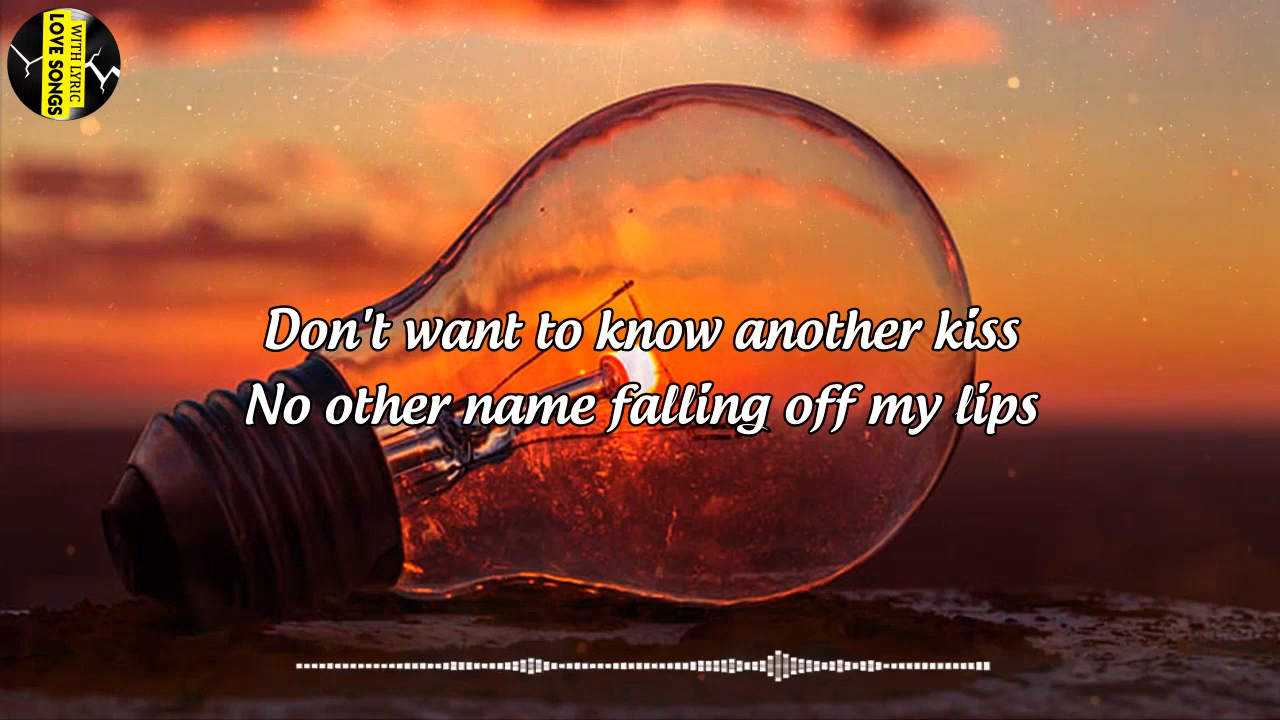 LOVE SONGS
WITH LYRIC
Don't want to know another kiss
No other name falling off my lips